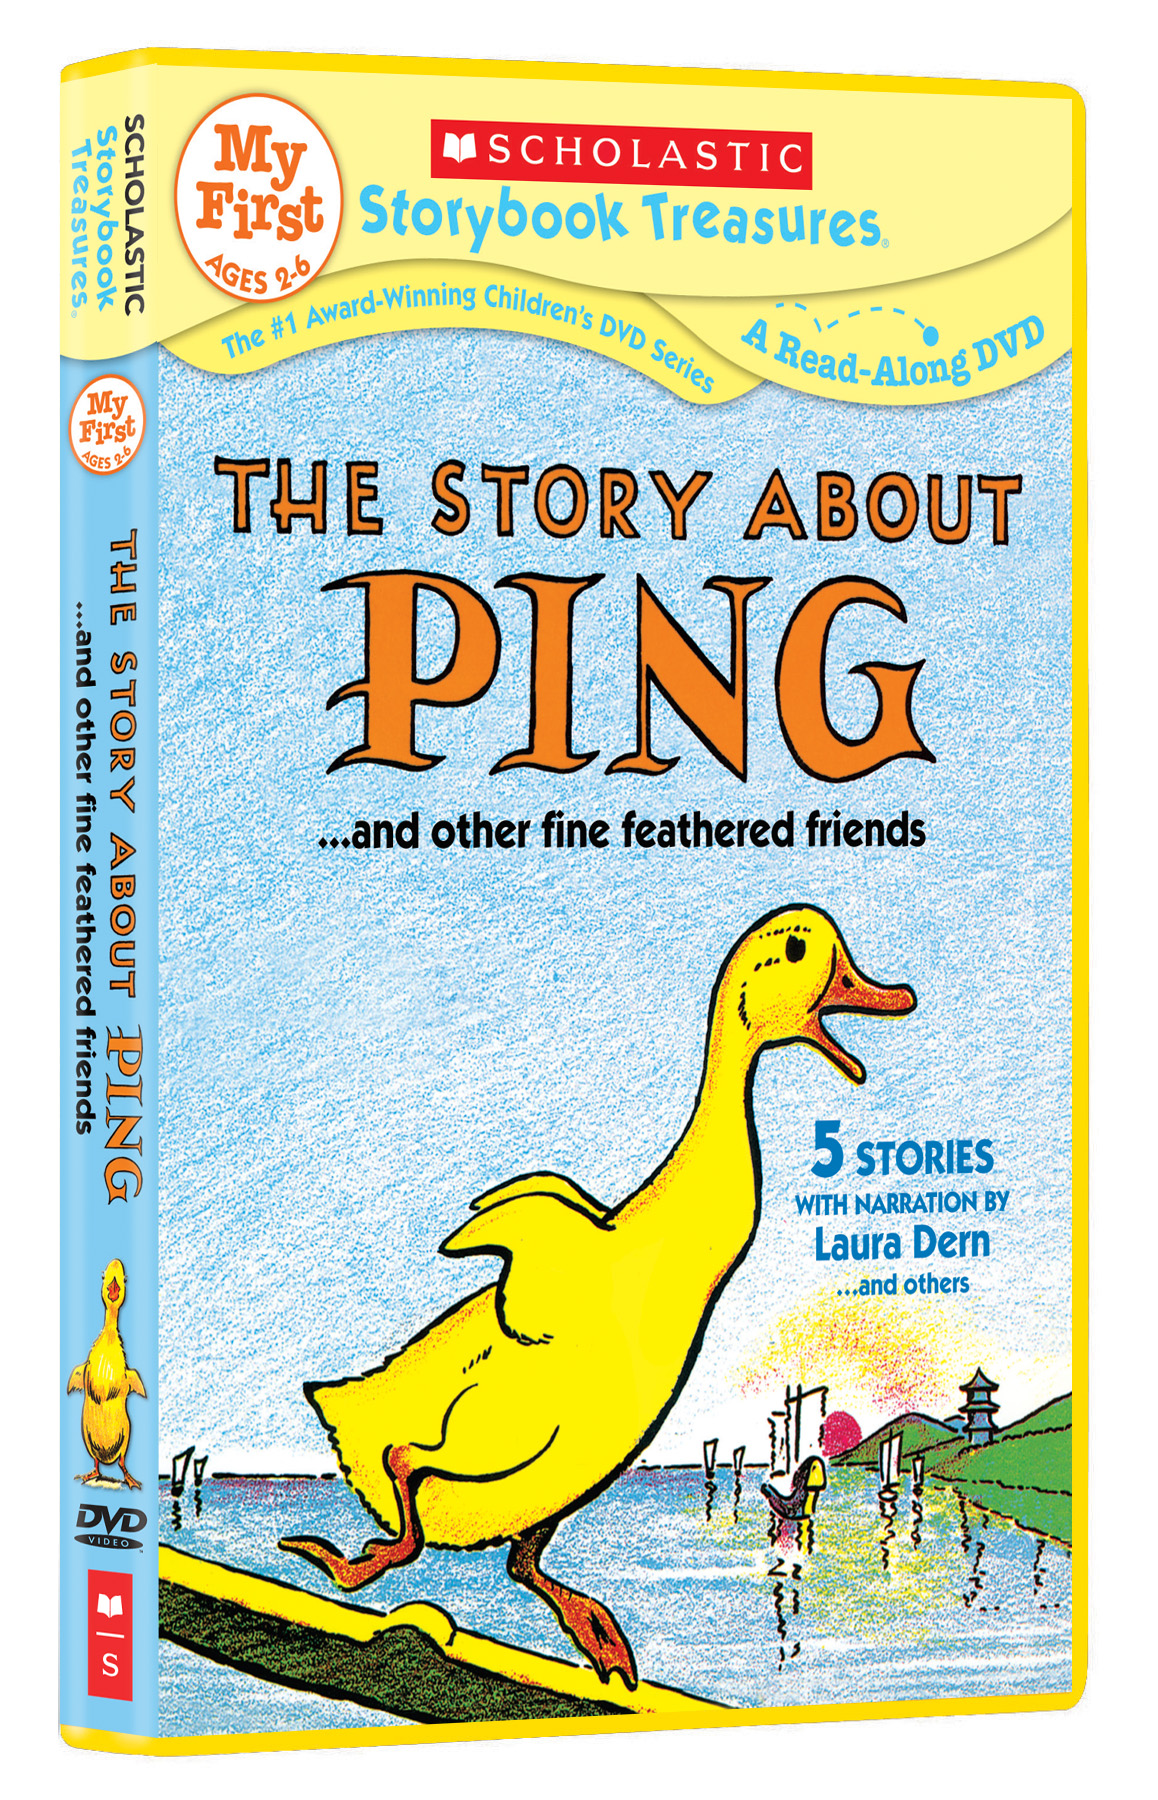 My
First
AGES 2-6
SCHOLASTIC
Storybook Treasures®
The #1 Award-Winning Children's DVD Series
A Read-Along DVD
THE STORY ABOUT
PING
...and other fine feathered friends
5 STORIES
WITH NARRATION BY
Laura Dern
...and others
SCHOLASTIC
Storybook
Treasures®
My
First
AGES 2-6
THE STORY ABOUT PING
...and other fine feathered friends
DVD
VIDEO™
S